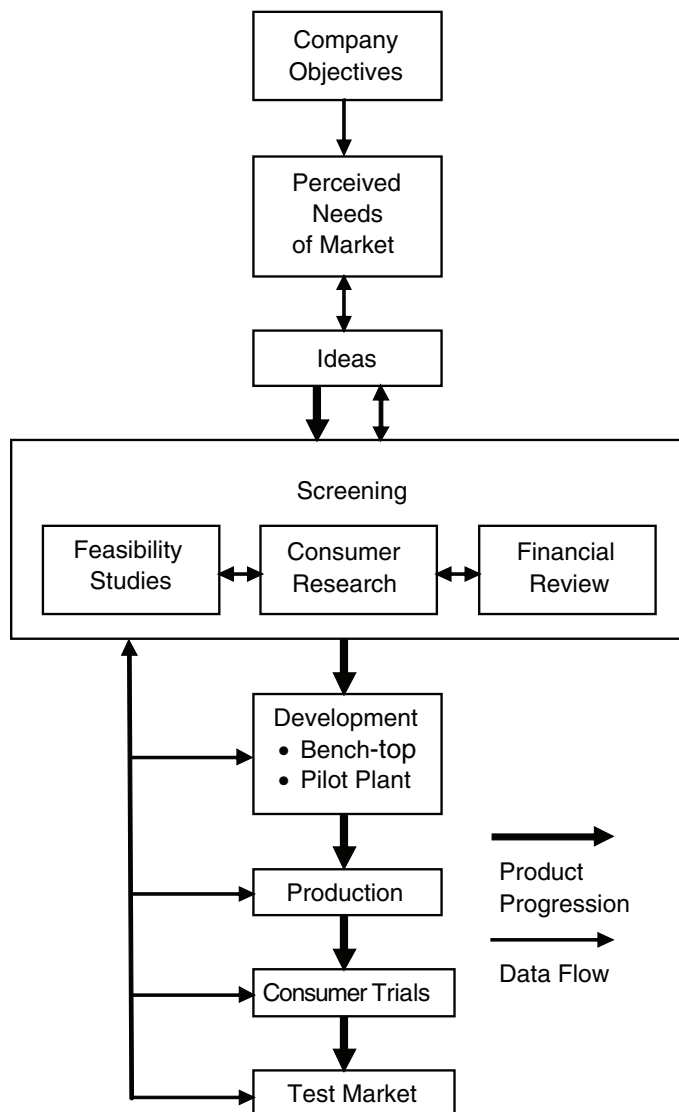 Company
Objectives
Perceived
Needs
of Market
Ideas
Screening
Feasibility
Studies
Consumer
Research
Financial
Review
Development
• Bench-top
• Pilot Plant
Production
Consumer Trials
Test Market
Product
Progression
Data Flow